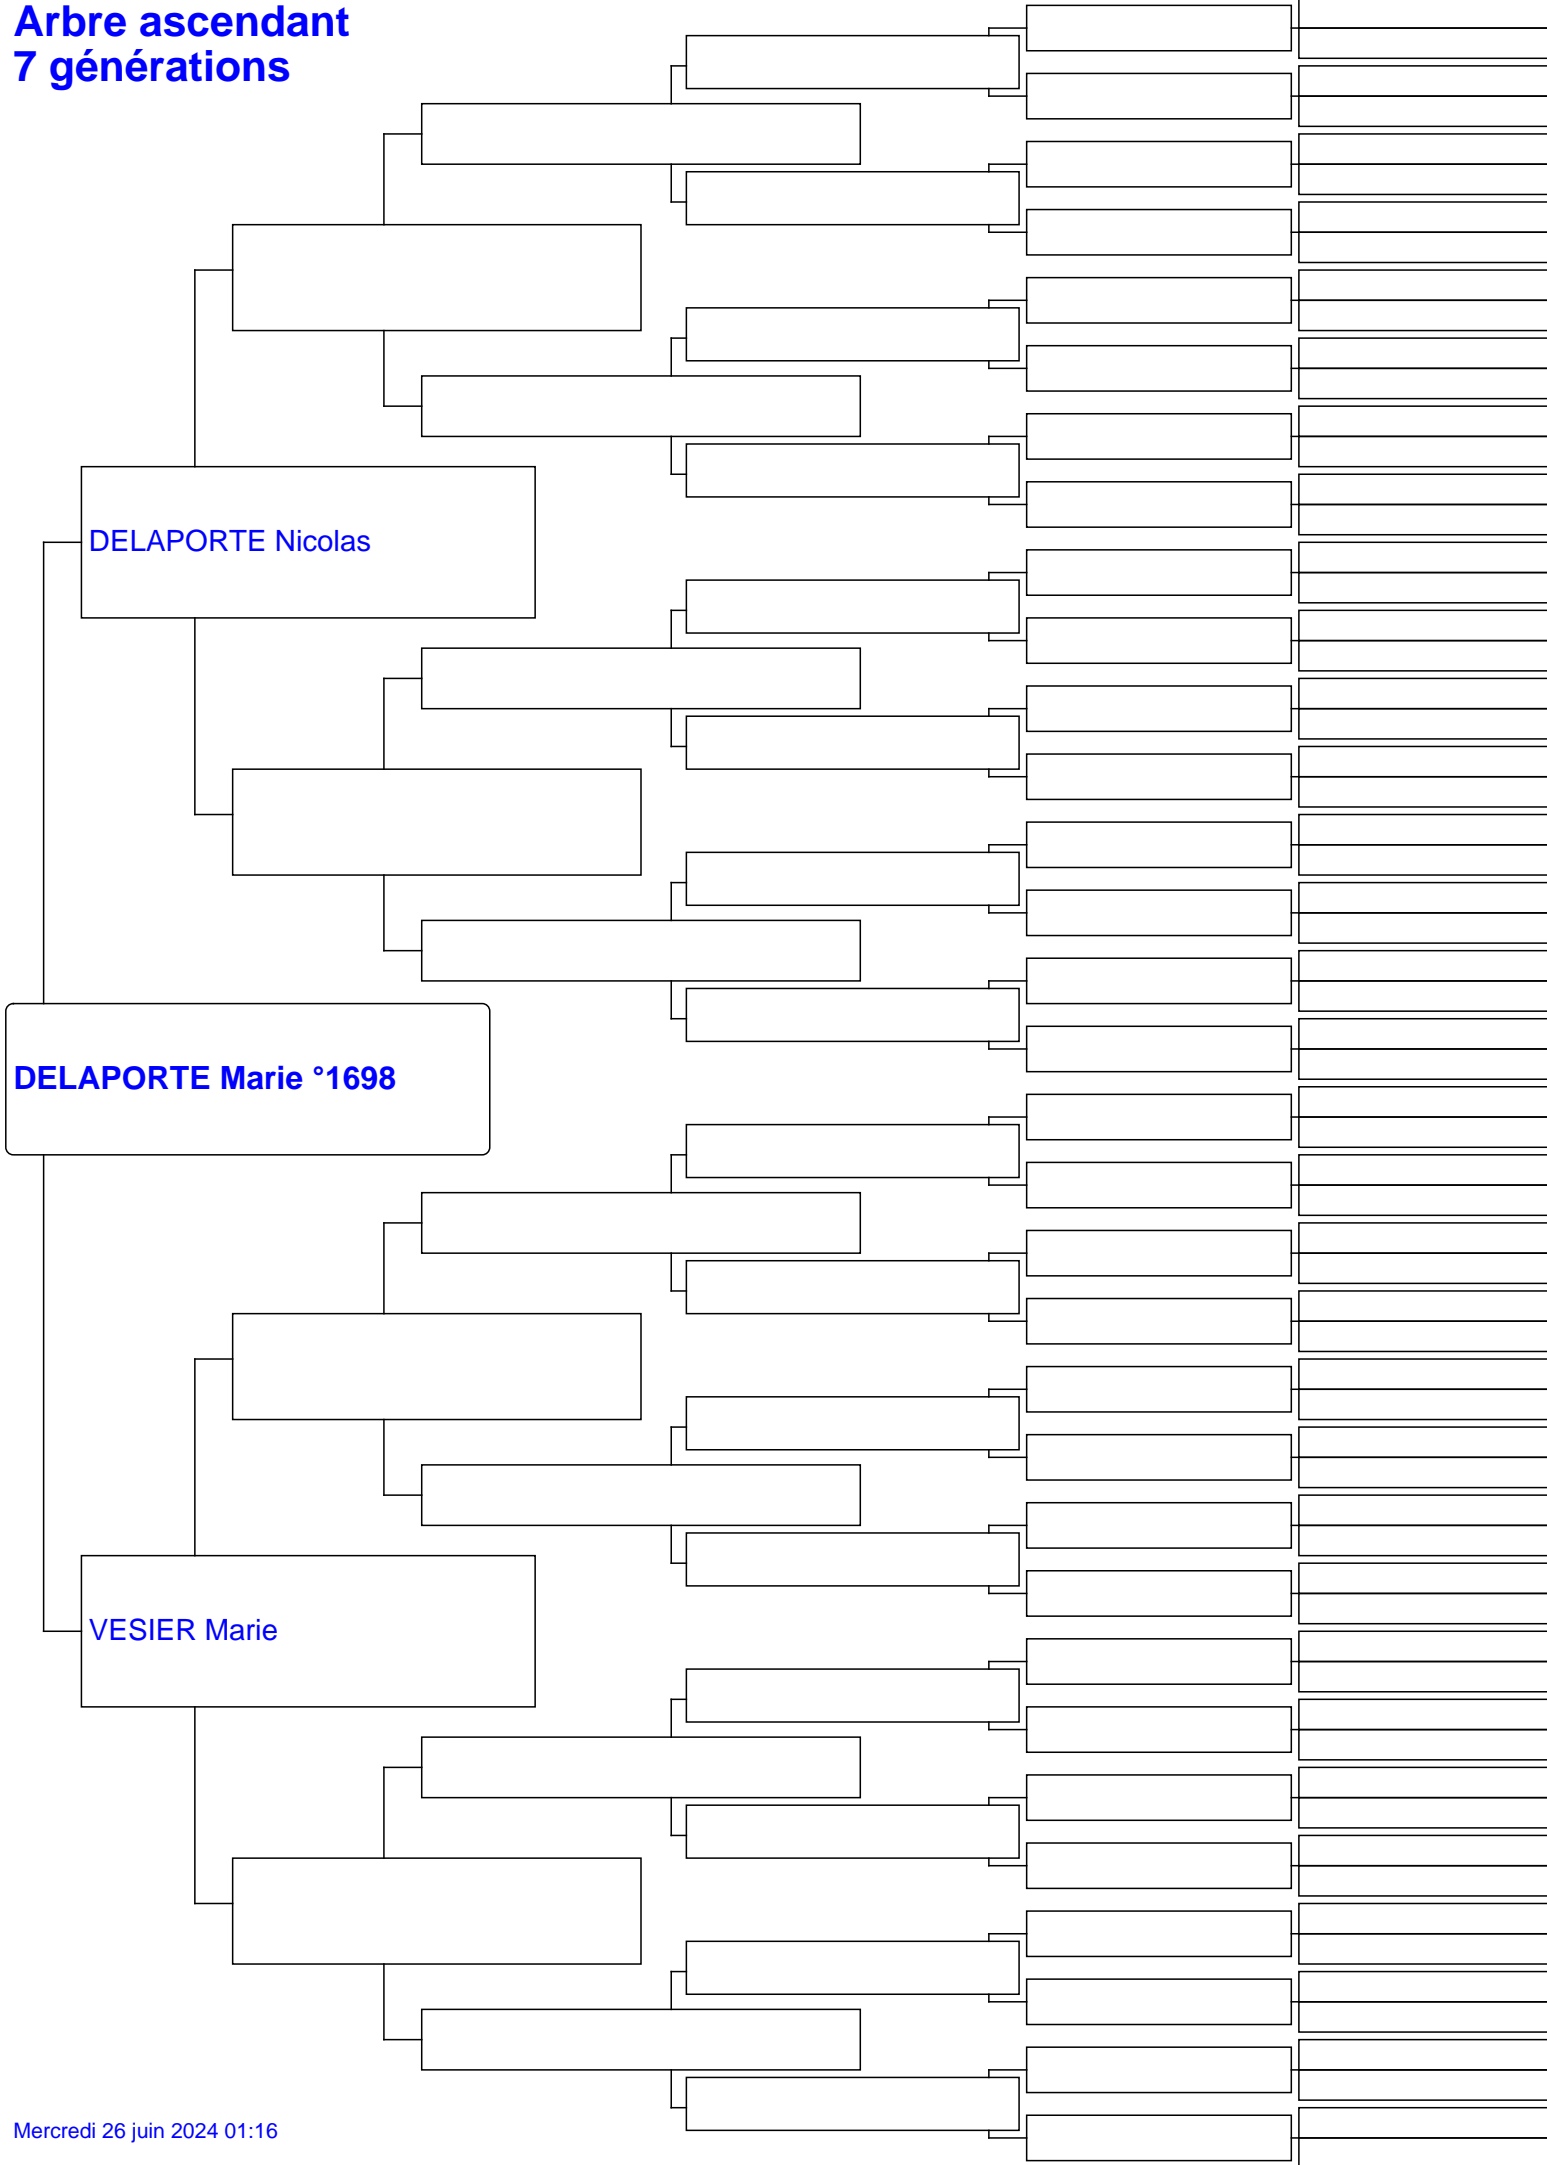 Arbre ascendant
7 générations
DELAPORTE Nicolas
DELAPORTE Marie °1698
VESIER Marie
Mercredi 26 juin 2024 01:16